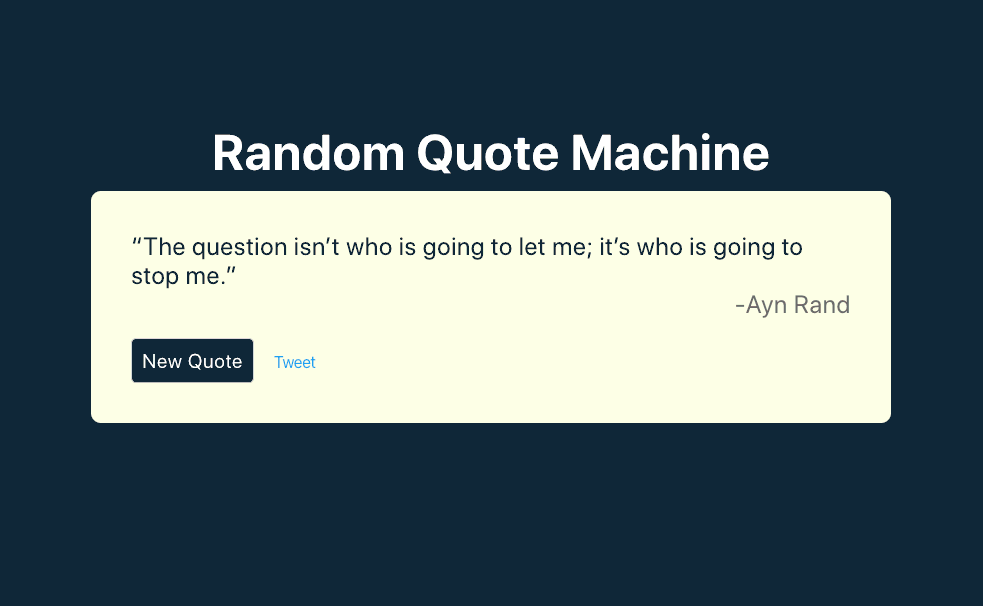 Random Quote Machine
“The question isn’t who is going to let me; it’s who is going to
stop me.”
-Ayn Rand
New Quote
Tweet